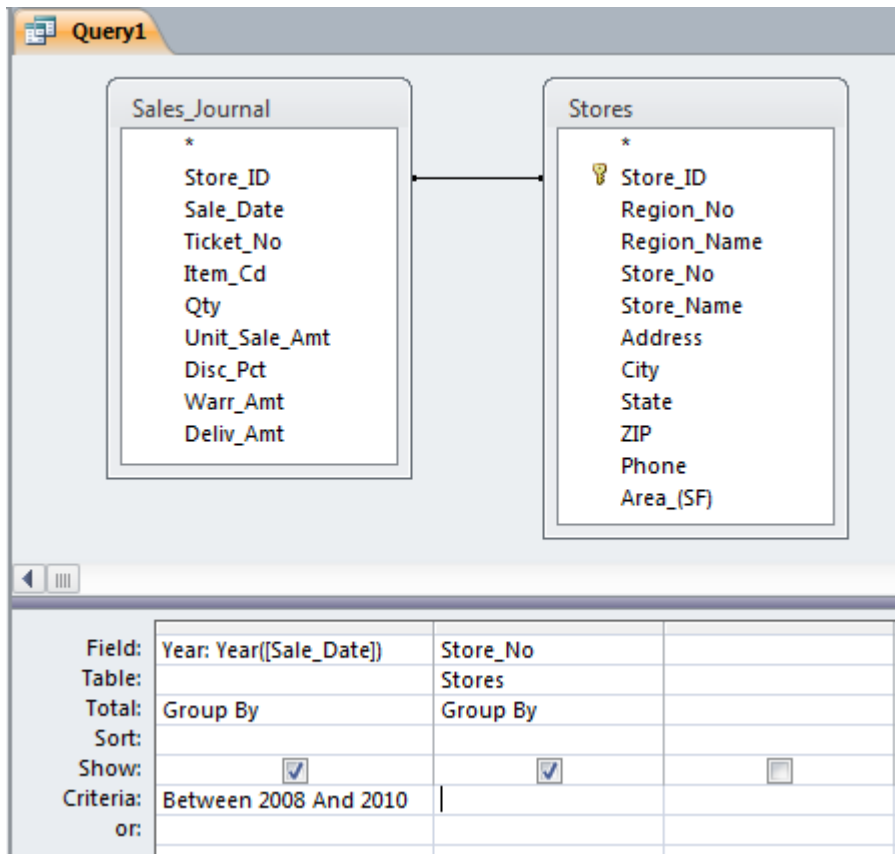 Query1
Sales_Journal
*
Store_ID
Sale_Date
Ticket_No
Item_Cd
Qty
Unit_Sale_Amt
Disc_Pct
Warr_Amt
Deliv_Amt
Stores
*
Store_ID
Region_No
Region_Name
Store_No
Store_Name
Address
City
State
ZIP
Phone
Area_(SF)
Field: Year: Year([Sale_Date]) Store_No
Table: Stores
Total: Group By Group By
Sort:
Show:
Criteria: Between 2008 And 2010
or: